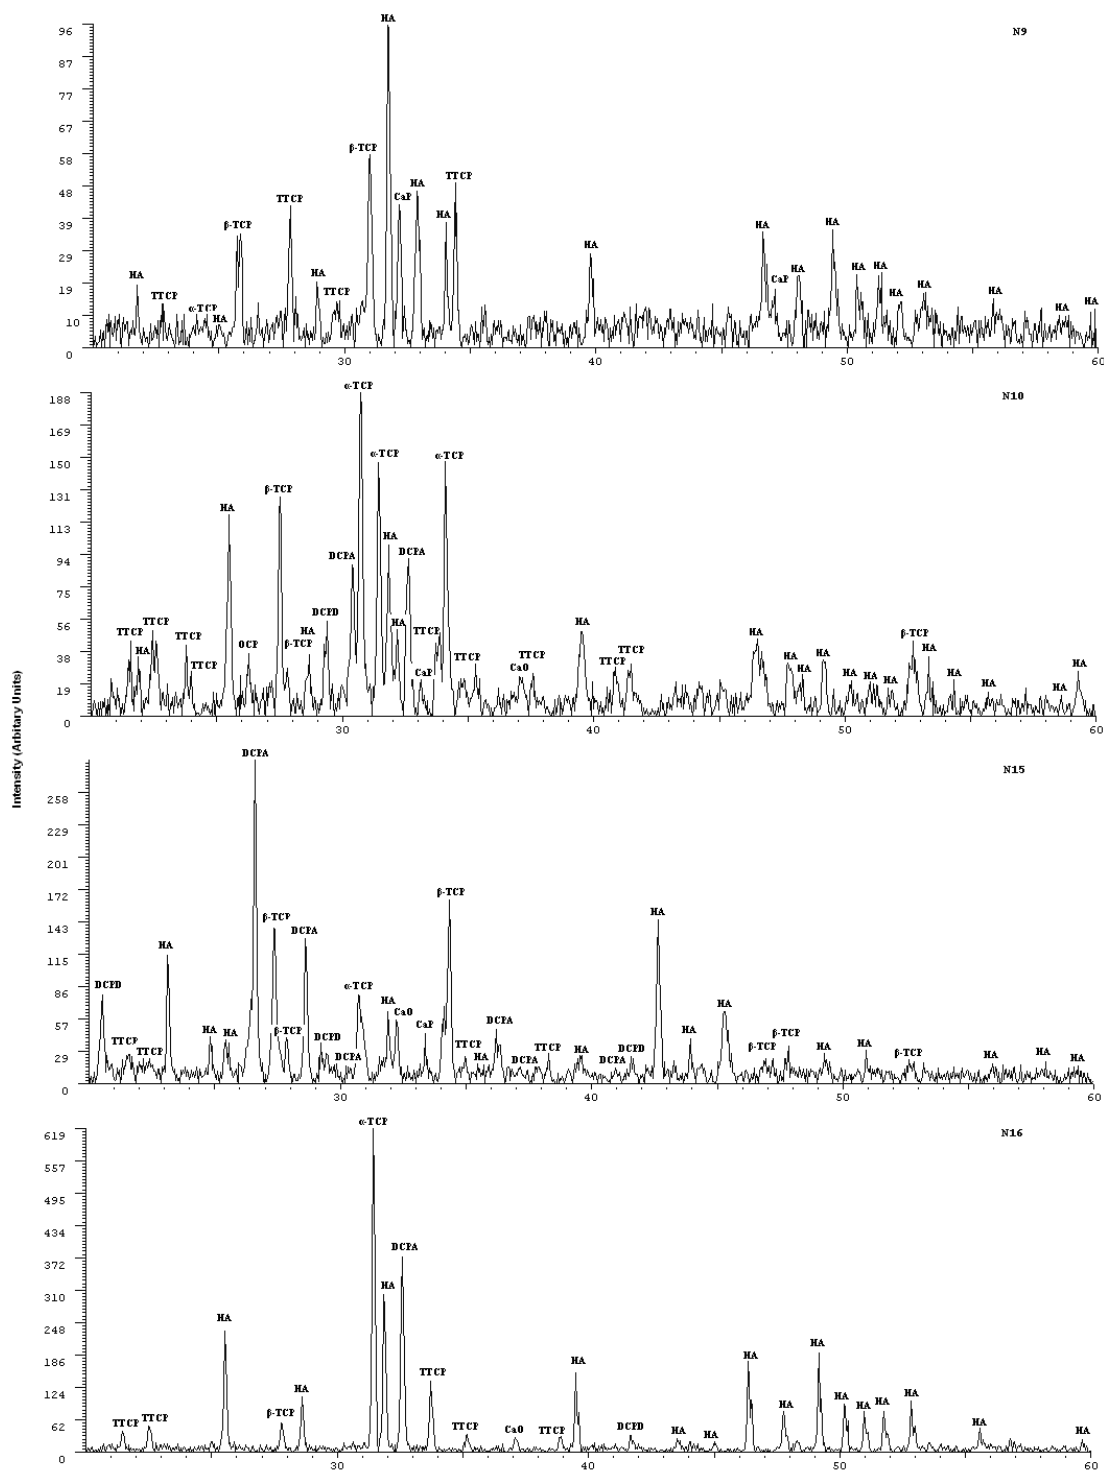 Intensity (Arbitary Units)
N9
96
87
77
67
58
48
39
29
19
10
0
HA
TTCP
α-TCP
HA
β-TCP
TTCP
HA
TTCP
β-TCP
HA
CaP
HA
HA
TTCP
HA
HA
CaP
HA
HA
HA
HA
HA
HA
HA
HA
HA
30
40
50
60
N10
188
169
150
131
113
94
75
56
38
19
0
TTCP
HA
TTCP
TTCP
TTCP
HA
OCP
β-TCP
β-TCP
HA
DCPD
DCPA
α-TCP
α-TCP
HA
HA
DCPA
CaP
TTCP
α-TCP
TTCP
CaO
TTCP
HA
TTCP
TTCP
HA
HA
HA
HA
HA
HA
HA
β-TCP
HA
HA
HA
HA
HA
30
40
50
60
N15
258
229
201
172
143
115
86
57
29
0
DCPD
TTCP
TTCP
HA
HA
HA
DCPA
β-TCP
β-TCP
DCPA
DCPD
DCPA
α-TCP
HA
CaO
CaP
β-TCP
TTCP
HA
DCPA
DCPA
TTCP
HA
DCPA
DCPD
HA
HA
HA
β-TCP
β-TCP
HA
HA
β-TCP
HA
HA
HA
30
40
50
60
N16
619
557
495
434
372
310
248
186
124
62
0
TTCP
TTCP
HA
β-TCP
HA
α-TCP
HA
DCPA
TTCP
TTCP
CaO
TTCP
HA
DCPD
HA
HA
HA
HA
HA
HA
HA
HA
HA
HA
HA
30
40
50
60